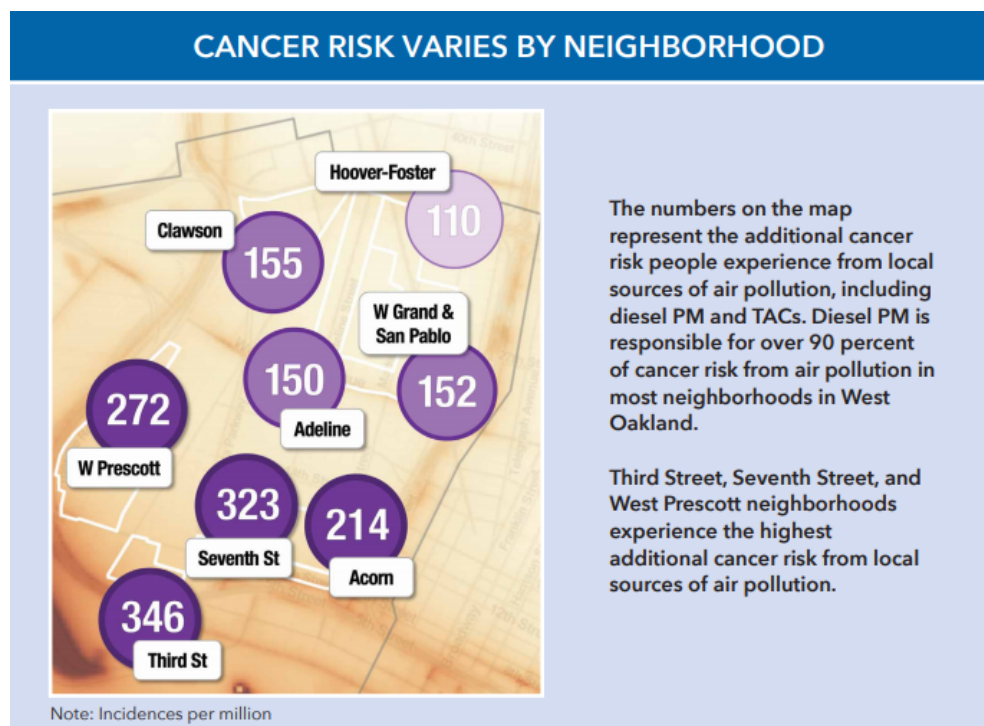 CANCER RISK VARIES BY NEIGHBORHOOD
40th Street
Hoover-Foster
110
Clawson
155
W Grand &
San Pablo
152
150
Adeline
272
W Prescott
323
Seventh St
214
Acorn
346
Third St
Note: Incidences per million
The numbers on the map
represent the additional cancer
risk people experience from local
sources of air pollution, including
diesel PM and TACs. Diesel PM is
responsible for over 90 percent
of cancer risk from air pollution in
most neighborhoods in West
Oakland.
Third Street, Seventh Street, and
West Prescott neighborhoods
experience the highest
additional cancer risk from local
sources of air pollution.